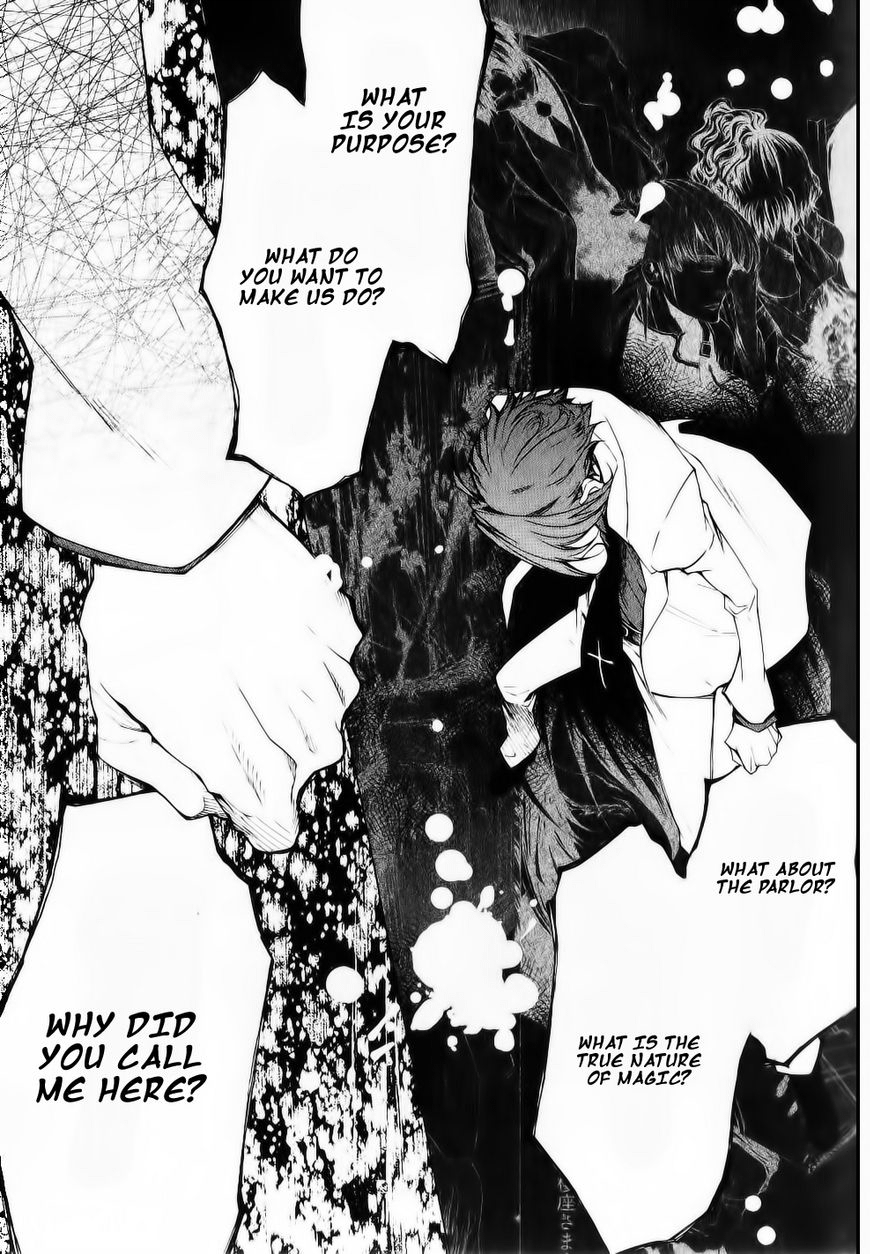 WHAT
IS YOUR
PURPOSE?
WHAT DO
YOU WANT TO
MAKE US DO?
WHAT ABOUT
THE PARLOR?
WHAT IS THE
TRUE NATURE
OF MAGIC?
WHY DID
YOU CALL
ME HERE?